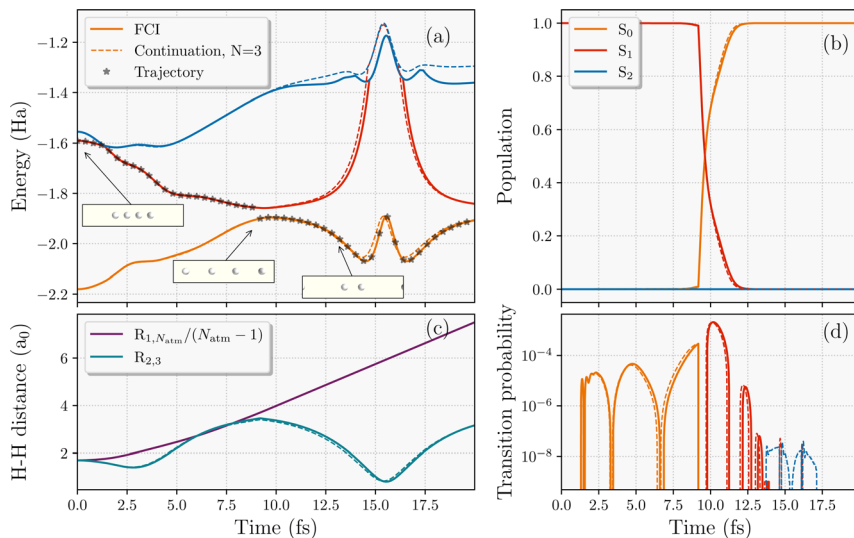 (a)
FCI
Continuation, N=3
Trajectory
Energy (Ha)
−1.2
−1.4
−1.6
−1.8
−2.0
−2.2
(b)
S0
S1
S2
Population
1.0
0.8
0.6
0.4
0.2
0.0
(c)
R1,Natm/(Natm − 1)
R2,3
H-H distance (a0)
6
4
2
0.0 2.5 5.0 7.5 10.0 12.5 15.0 17.5
Time (fs)
(d)
Transition probability
10−4
10−6
10−8
0.0 2.5 5.0 7.5 10.0 12.5 15.0 17.5
Time (fs)